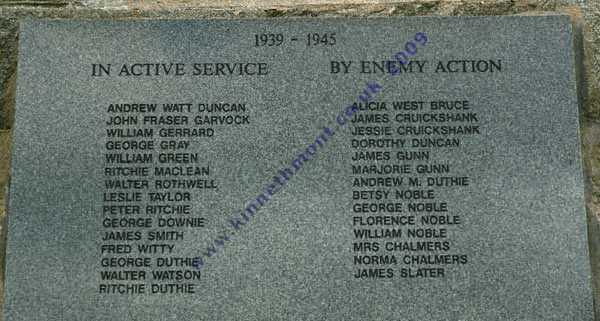 1939 - 1945
IN ACTIVE SERVICE
ANDREW WATT DUNCAN
JOHN FRASER GARVOCK
WILLIAM GERRARD
GEORGE GRAY
WILLIAM GREEN
RITCHIE MACLEAN
WALTER ROTHWELL
LESLIE TAYLOR
PETER RITCHIE
GEORGE DOWNIE
JAMES SMITH
FRED WITTY
GEORGE DUTHIE
WALTER WATSON
RITCHIE DUTHIE
BY ENEMY ACTION
ALICIA WEST BRUCE
JAMES CRUICKSHANK
JESSIE CRUICKSHANK
DOROTHY DUNCAN
JAMES GUNN
MARJORIE GUNN
ANDREW M. DUTHIE
BETSY NOBLE
GEORGE NOBLE
FLORENCE NOBLE
WILLIAM NOBLE
MRS CHALMERS
NORMA CHALMERS
JAMES SLATER
www.kinnethmont.co.uk 2009